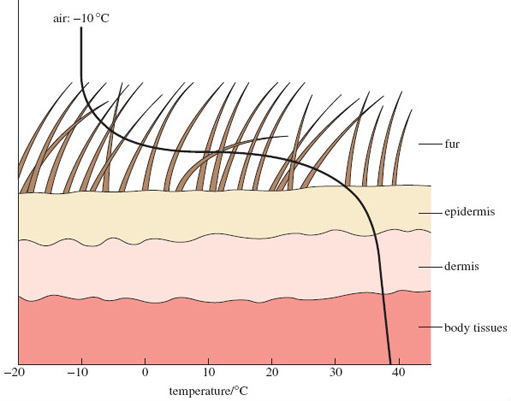 air: –10 °C
fur
epidermis
dermis
body tissues
–20 –10 0 10 20 30 40
temperature/°C